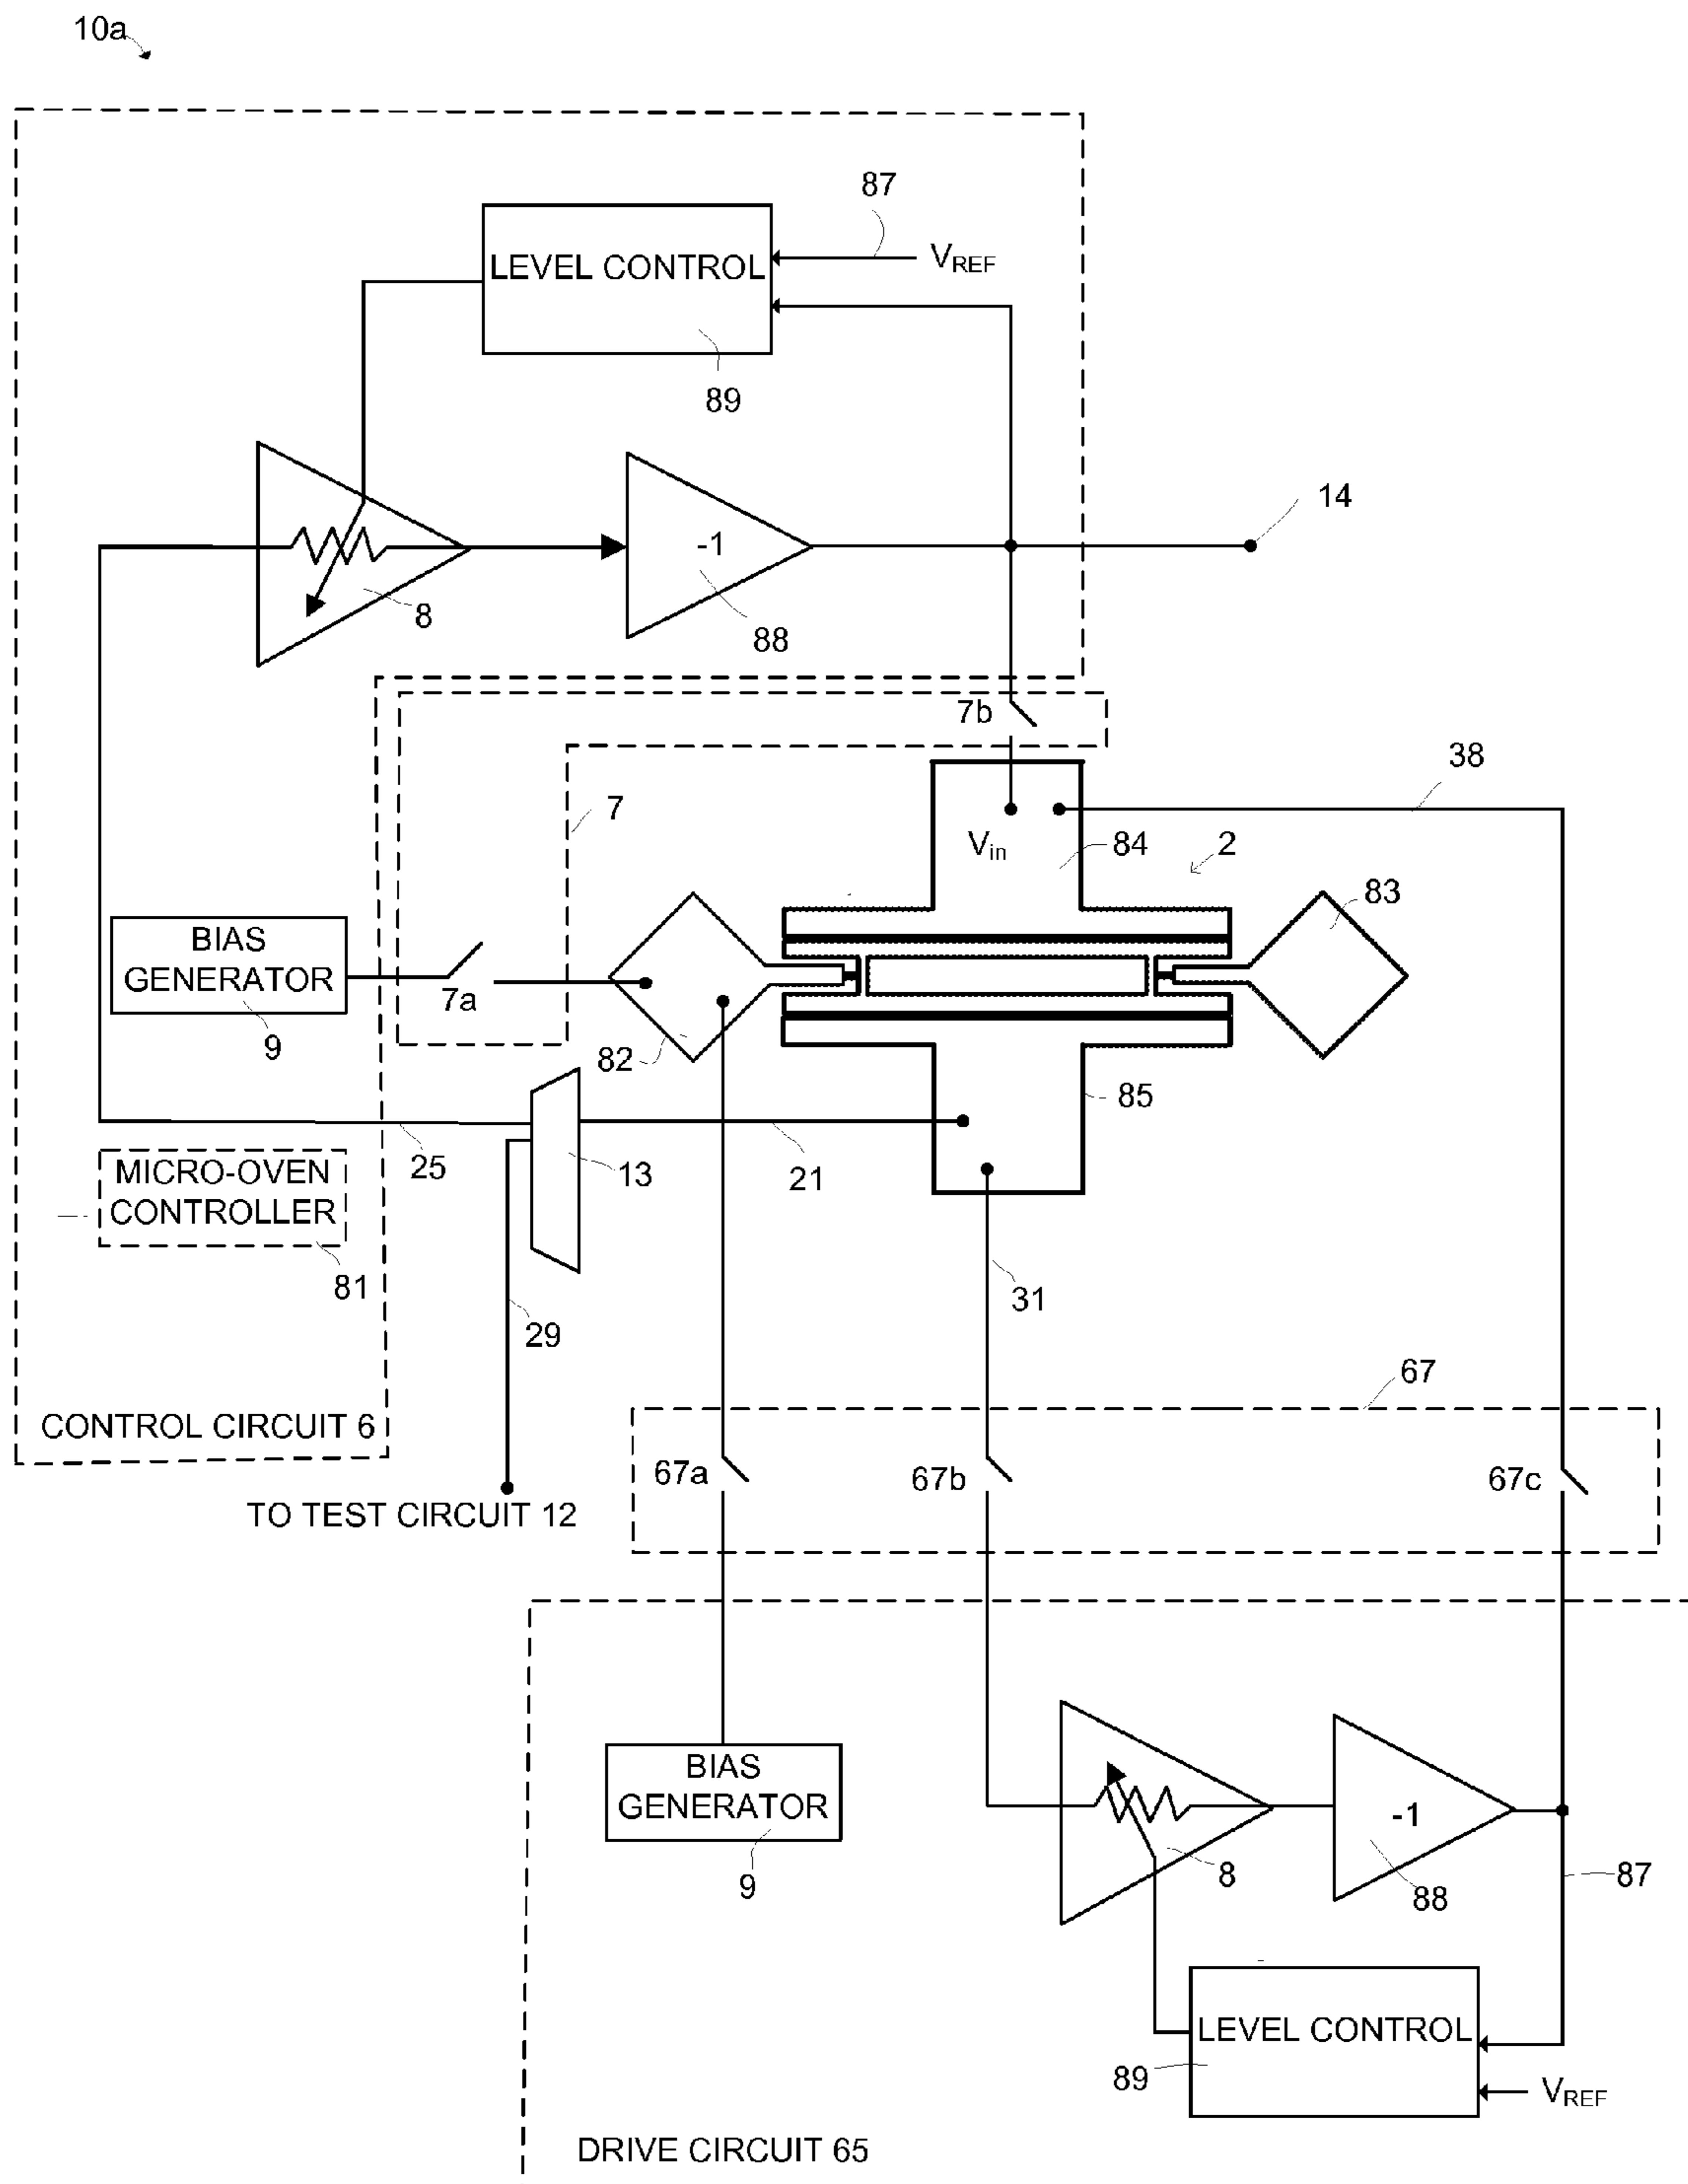 10a
87
LEVEL CONTROL
VREF
89
14
-1
8
88
7b
38
7
Vin
84
2
83
BIAS
GENERATOR
7a
9
82
85
25
13
21
MICRO-OVEN
CONTROLLER
81
31
29
67
CONTROL CIRCUIT 6
67a
67b
67c
TO TEST CIRCUIT 12
BIAS
GENERATOR
-1
8
87
9
88
LEVEL CONTROL
89
VREF
DRIVE CIRCUIT 65